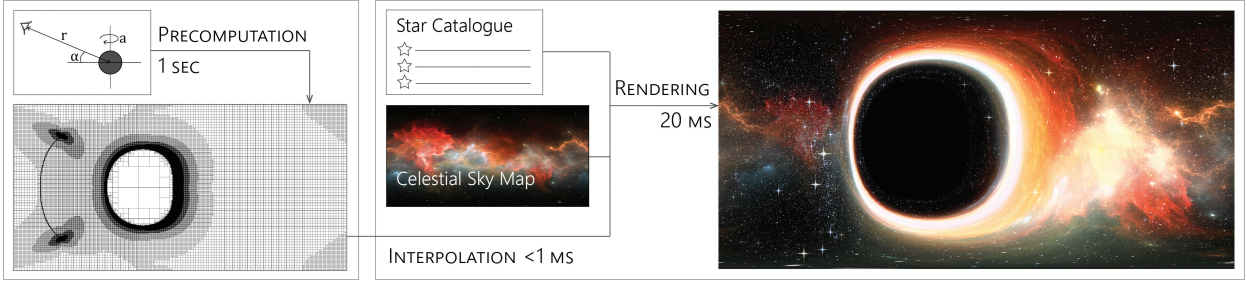 r
a
α
PRECOMPUTATION
1 SEC
Star Catalogue
Celestial Sky Map
INTERPOLATION <1 MS
RENDERING
20 MS